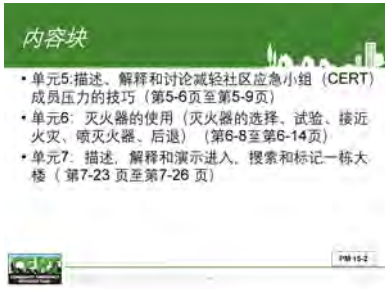 内容块
• 单元5:描述、解释和讨论减轻社区应急小组（CERT）
成员压力的技巧（第5-6页至第5-9页）
• 单元6：灭火器的使用（灭火器的选择、试验、接近
火灾、喷灭火器、后退）（第6-8至第6-14页）
• 单元7：描述，解释和演示进入，搜索和标记一栋大
楼（ 第7-23 页至第7-26 页）
PM 15-2